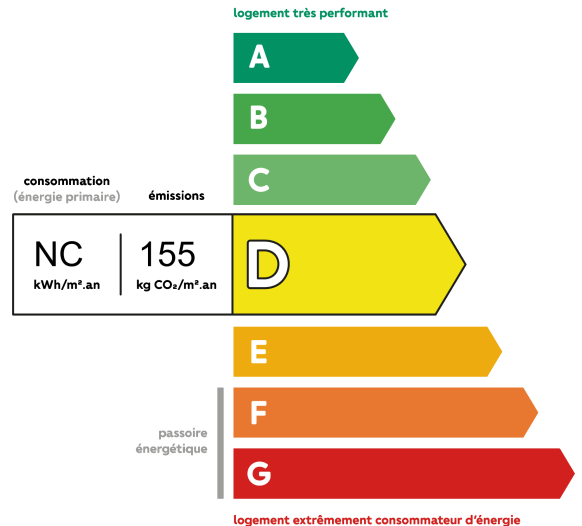 logement très performant
A
B
C
consommation
(énergie primaire)
émissions
NC
155
kWh/m².an
kg CO₂/m².an
D
E
F
passoire
énergétique
G
logement extrêmement consommateur d'énergie